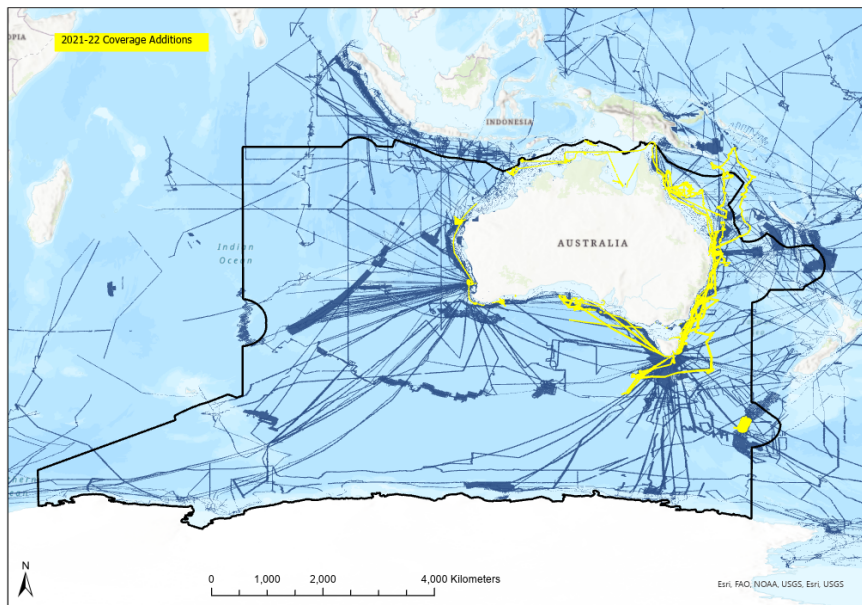 OPIA
2021-22 Coverage Additions
INDONESIA
Indian
Ocean
AUSTRALIA
N
0 1,000 2,000 4,000 Kilometers
Esri, FAO, NOAA, USGS, Esri, USGS